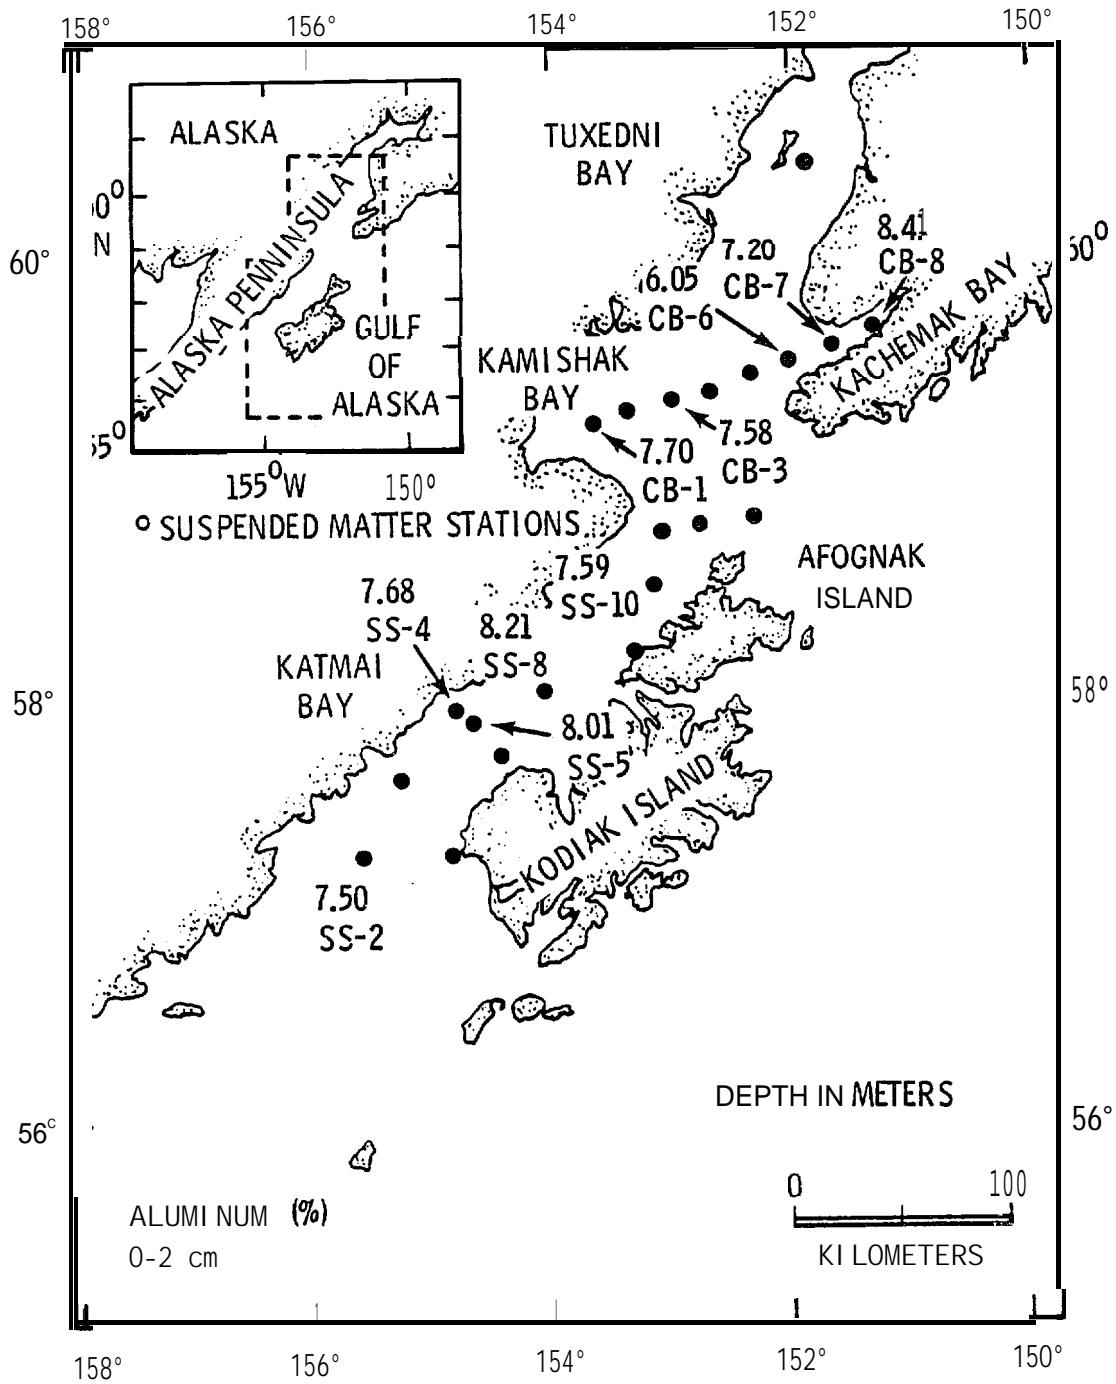 158°
156°
154°
152°
150°
ALASKA
ALASKA PENNINSULA
GULF
OF
ALASKA
50°
N
55°
155°W
150°
TUXEDNI
BAY
60°
8.41
CB-8
7.20
CB-7
6.05
CB-6
KACHEMAK BAY
KAMISHAK
BAY
7.58
CB-3
7.70
CB-1
SUSPENDED MATTER STATIONS
AFOGNAK
ISLAND
7.59
SS-10
7.68
SS-4
8.21
SS-8
KATMAI
BAY
58°
58°
8.01
SS-5
KODIAK ISLAND
7.50
SS-2
DEPTH IN METERS
56°
0 100
KILOMETERS
ALUMINUM (%)
0-2 cm
158°
156°
154°
152°
150°